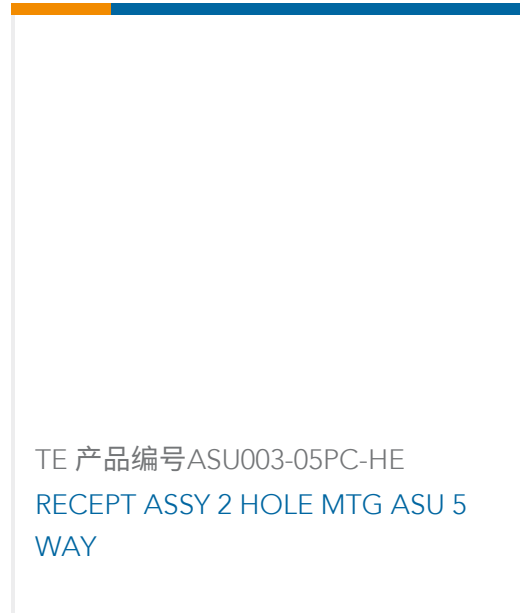 TE 产品编号ASU003-05PC-HE
RECEPT ASSY 2 HOLE MTG ASU 5
WAY